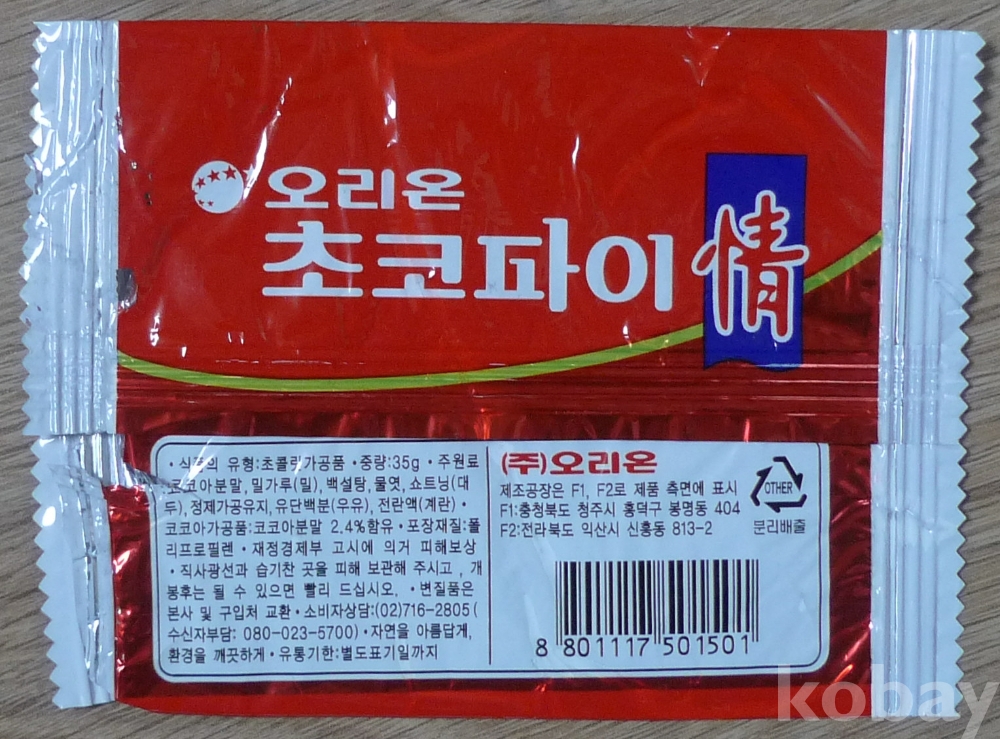 오리온
초코파이 情
· 식품의 유형:초콜릿가공품 · 중량:35g · 주원료
코코아분말, 밀가루(밀), 백설탕, 물엿, 쇼트닝(대
두), 정제가공유지, 유단백분(우유), 전란액(계란) ·
코코아가공품:코코아분말 2.4%함유 · 포장재질:폴
리프로필렌 · 재정경제부 고시에 의거 피해보상
· 직사광선과 습기찬 곳을 피해 보관해 주시고, 개
봉후는 될 수 있으면 빨리 드십시오. · 변질품은
본사 및 구입처 교환 · 소비자상담:(02)716-2805 (
수신자부담: 080-023-5700) · 자연을 아름답게,
환경을 깨끗하게 · 유통기한:별도표기일까지
(주)오리온
제조공장은 F1, F2로 제품 측면에 표시
F1:충청북도 청주시 흥덕구 봉명동 404
F2:전라북도 익산시 신흥동 813-2
OTHER
분리배출
8 801117 501501
kobay